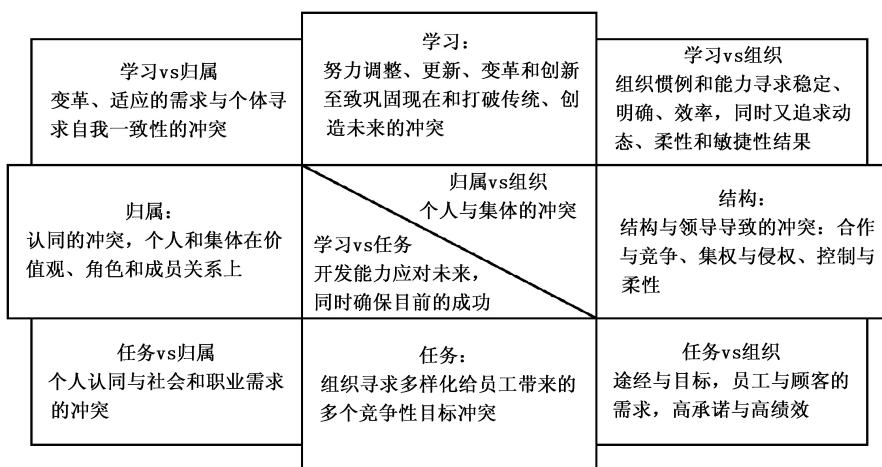 学习vs归属
变革、适应的需求与个体寻
求自我一致性的冲突
学习:
努力调整、更新、变革和创新
至致巩固现在和打破传统、创
造未来的冲突
学习vs组织
组织惯例和能力寻求稳定、
明确、效率,同时又追求动
态、柔性和敏捷性结果
归属:
认同的冲突,个人和集体在价
值观、角色和成员关系上
归属vs组织
个人与集体的冲突
学习vs任务
开发能力应对未来,
同时确保目前的成功
结构:
结构与领导导致的冲突:合作
与竞争、集权与侵权、控制与
柔性
任务vs归属
个人认同与社会和职业需求
的冲突
任务:
组织寻求多样化给员工带来的
多个竞争性目标冲突
任务vs组织
途经与目标,员工与顾客的
需求,高承诺与高绩效